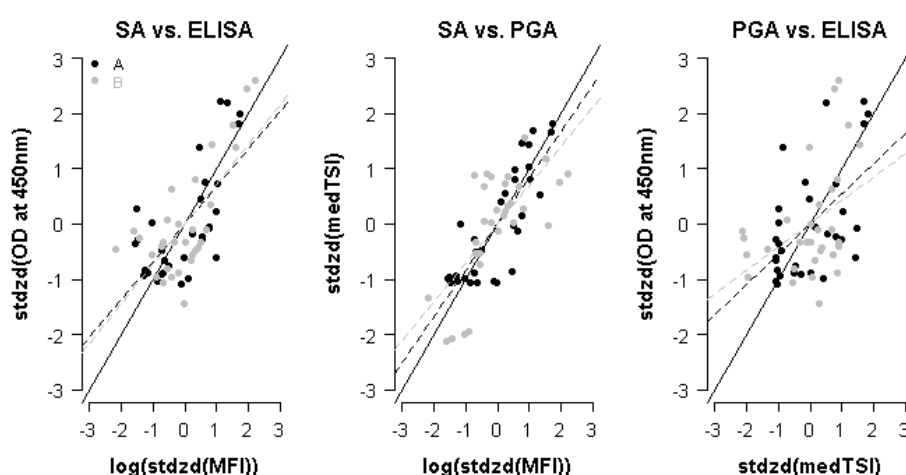 SA vs. ELISA
SA vs. PGA
PGA vs. ELISA
A
B
stdzd(OD at 450nm)
3
2
1
0
-1
-2
-3
-3 -2 -1 0 1 2 3
log(stdzd(MFI))
stdzd(medTSI)
3
2
1
0
-1
-2
-3
-3 -2 -1 0 1 2 3
log(stdzd(MFI))
stdzd(OD at 450nm)
3
2
1
0
-1
-2
-3
-3 -2 -1 0 1 2 3
stdzd(medTSI)